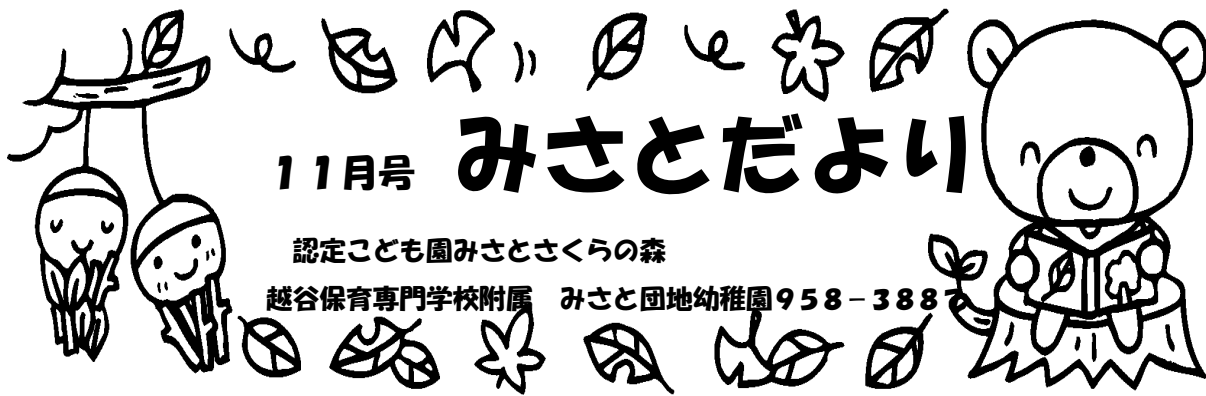 11月号 みさとだより
認定こども園みさとさくらの森
越谷保育専門学校附属 みさと団地幼稚園958-388